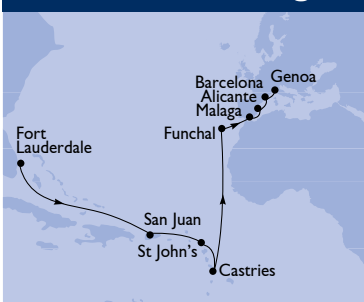 Barcelona
Genoa
Alicante
Malaga
Funchal
Fort
Lauderdale
San Juan
St John's
Castries